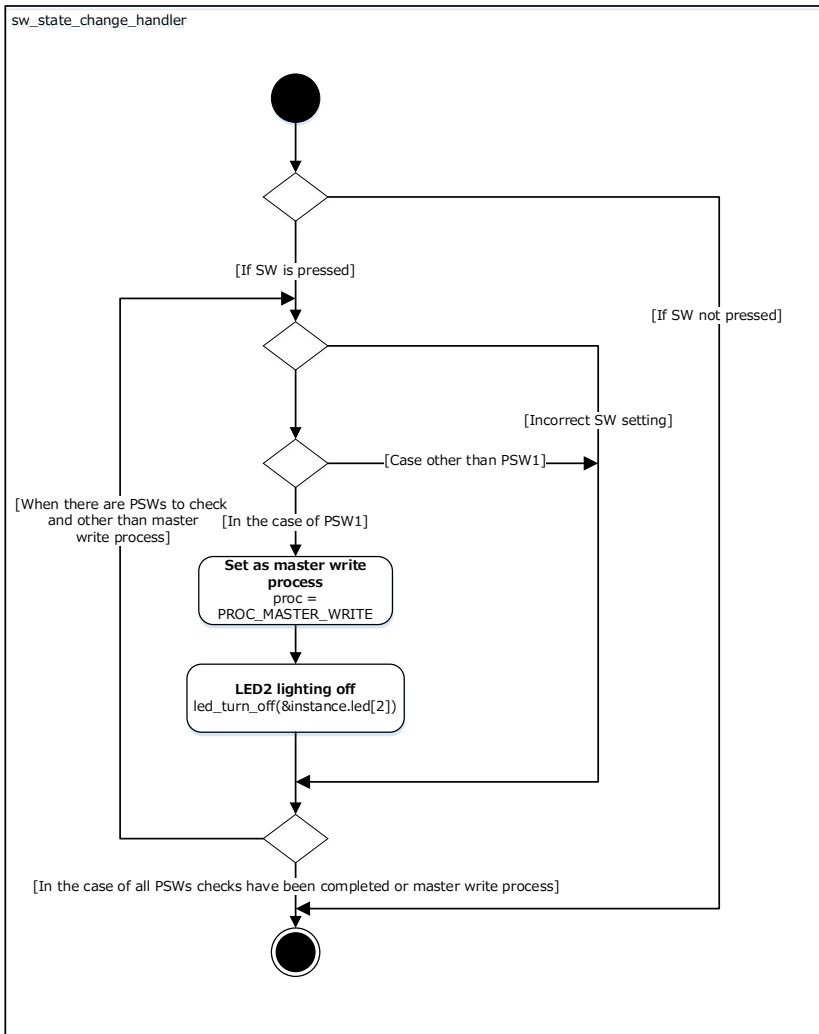 sw_state_change_handler
[If SW is pressed]
[If SW not pressed]
[Incorrect SW setting]
[Case other than PSW1]
[When there are PSWs to check
and other than master
write process]
[In the case of PSW1]
Set as master write
process
proc =
PROC_MASTER_WRITE
LED2 lighting off
led_turn_off(&instance.led[2])
[In the case of all PSWs checks have been completed or master write process]